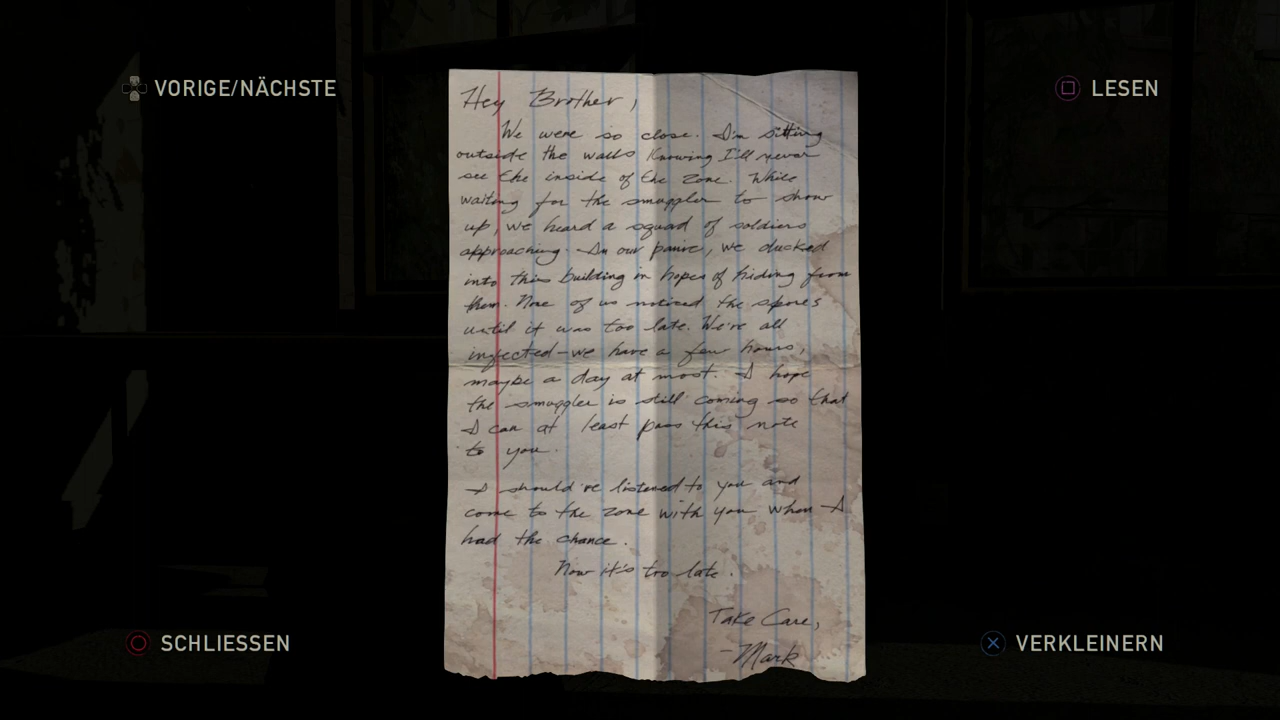 VORIGE/NÄCHSTE
LESEN
Hey Brother,
We were so close. I'm sitting
outside the walls knowing I'll never
see the inside of the zone. While
waiting for the smuggler to show
up, we heard a squad of soldiers
approaching. In our panic, we ducked
into this building in hopes of hiding from
them. None of us noticed the spores
until it was too late. We're all
infected-we have a few hours,
maybe a day at most. I hope
the smuggler is still coming so that
I can at least pass this note
to you.
I should've listened to you and
come to the zone with you when I
had the chance.
Now it's too late.
Take Care,
-Mark
SCHLIESSEN
VERKLEINERN